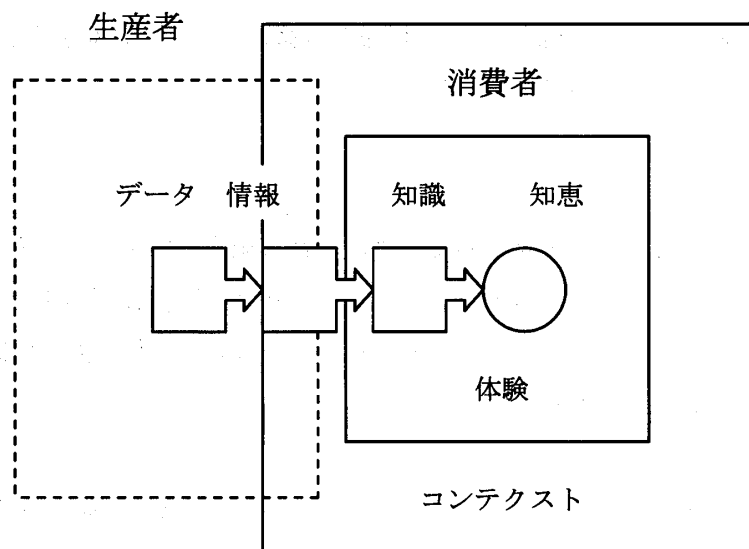 生産者
消費者
データ 情報 知識 知恵
体験
コンテクスト